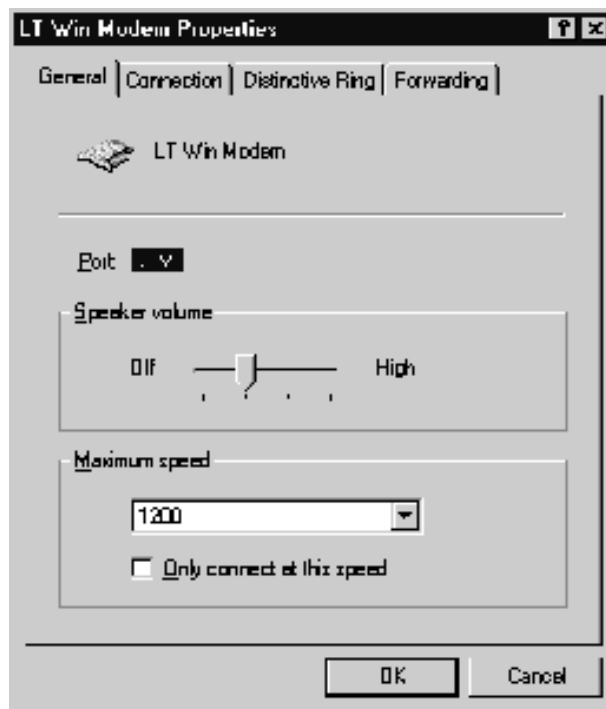 LT Win Modem Properties
General Connection Distinctive Ring Forwarding
LT Win Modem
Port
Speaker volume
Off High
Maximum speed
1200
Only connect at this speed
OK Cancel